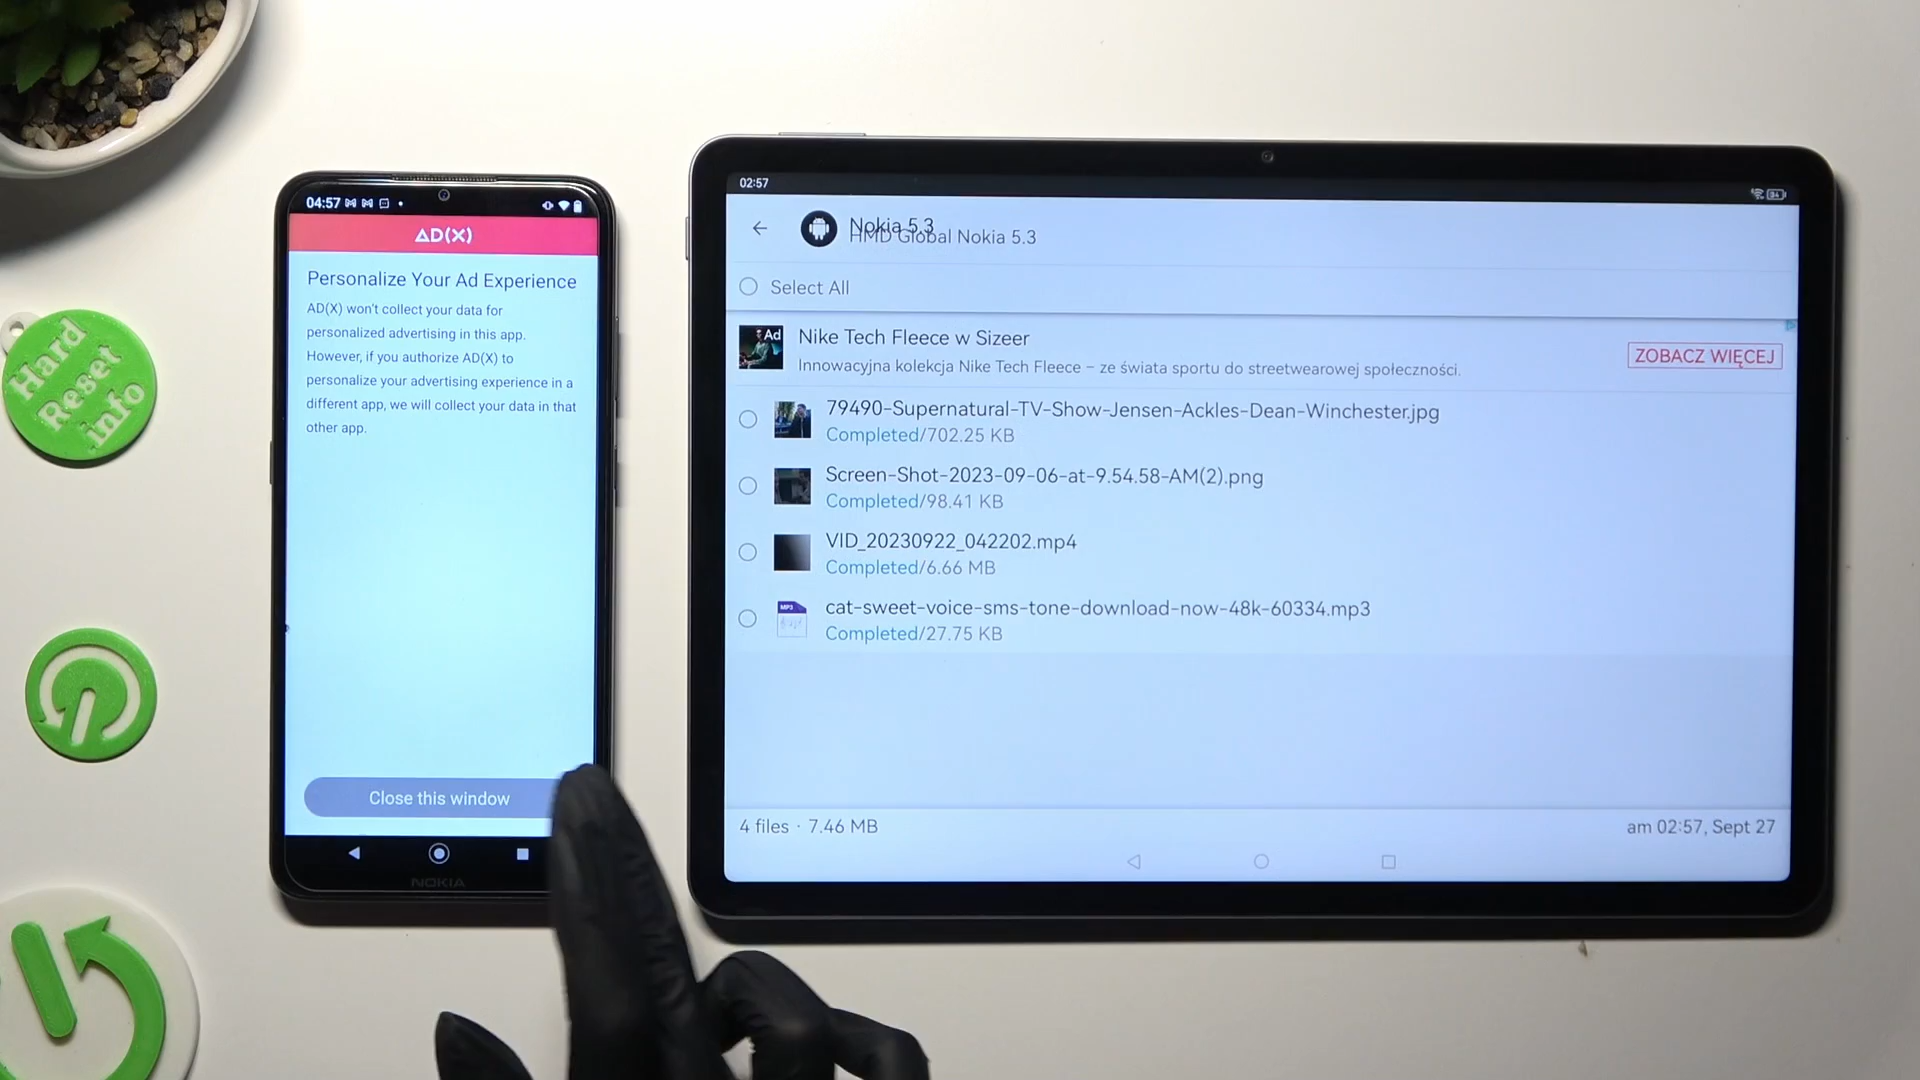 04:57
AD(X)
Personalize Your Ad Experience
AD(X) won't collect your data for
personalized advertising in this app.
However, if you authorize AD(X) to
personalize your advertising experience in a
different app, we will collect your data in that
other app.
Close this window
NOKIA
02:57
Nokia 5.3
HMD Global Nokia 5.3
Select All
Ad
Nike Tech Fleece w Sizeer
Innowacyjna kolekcja Nike Tech Fleece – ze świata sportu do streetwearowej społeczności.
ZOBACZ WIĘCEJ
79490-Supernatural-TV-Show-Jensen-Ackles-Dean-Winchester.jpg
Completed/702.25 KB
Screen-Shot-2023-09-06-at-9.54.58-AM(2).png
Completed/98.41 KB
VID_20230922_042202.mp4
Completed/6.66 MB
MP3
cat-sweet-voice-sms-tone-download-now-48k-60334.mp3
Completed/27.75 KB
4 files · 7.46 MB
am 02:57, Sept 27
Hard
Reset
.info